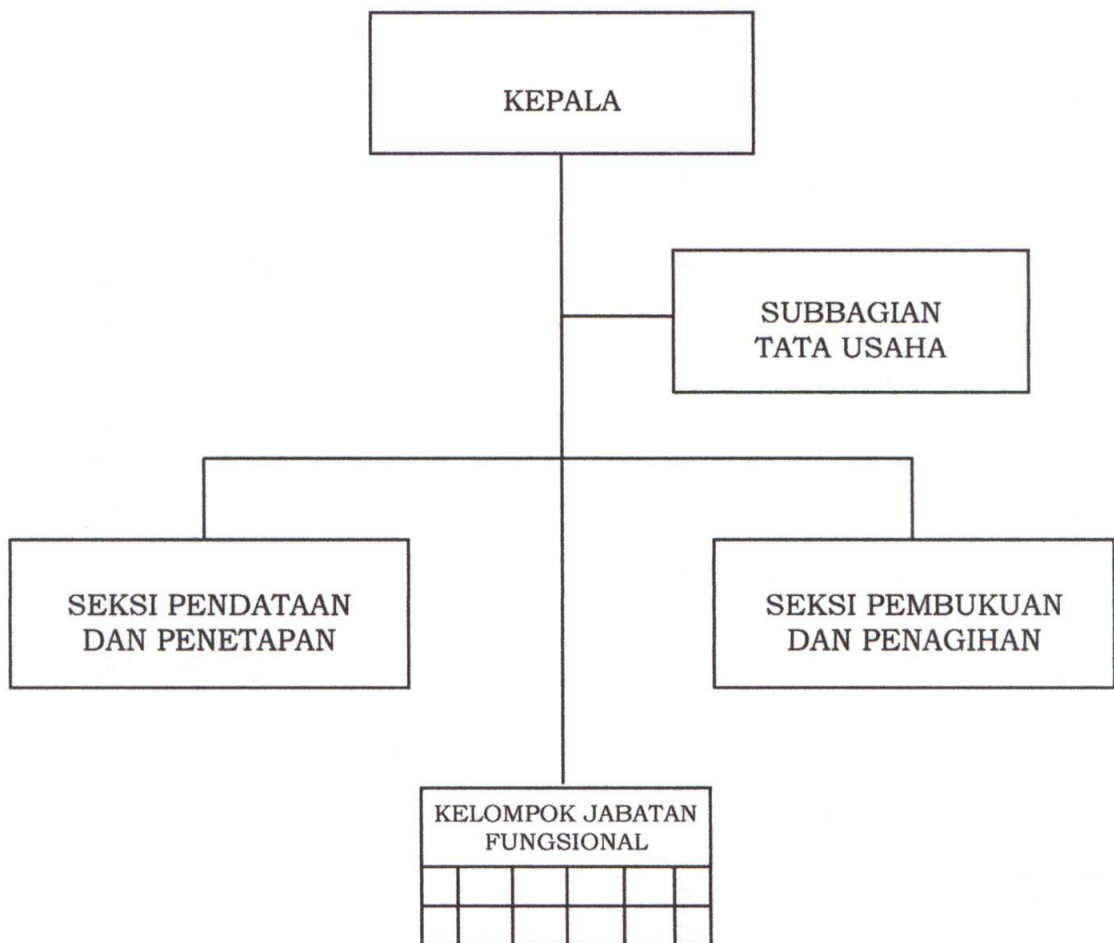 KEPALA
SUBBAGIAN
TATA USAHA
SEKSI PENDATAAN
DAN PENETAPAN
SEKSI PEMBUKUAN
DAN PENAGIHAN
KELOMPOK JABATAN
FUNGSIONAL